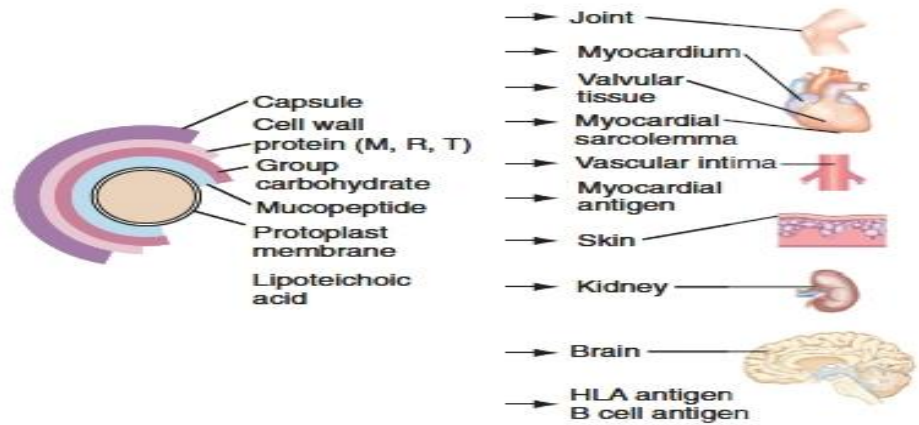 Capsule
Cell wall
protein (M, R, T)
Group
carbohydrate
Mucopeptide
Protoplast
membrane
Lipoteichoic
acid
Joint
Myocardium
Valvular
tissue
Myocardial
sarcolemma
Vascular intima
Myocardial
antigen
Skin
Kidney
Brain
HLA antigen
B cell antigen